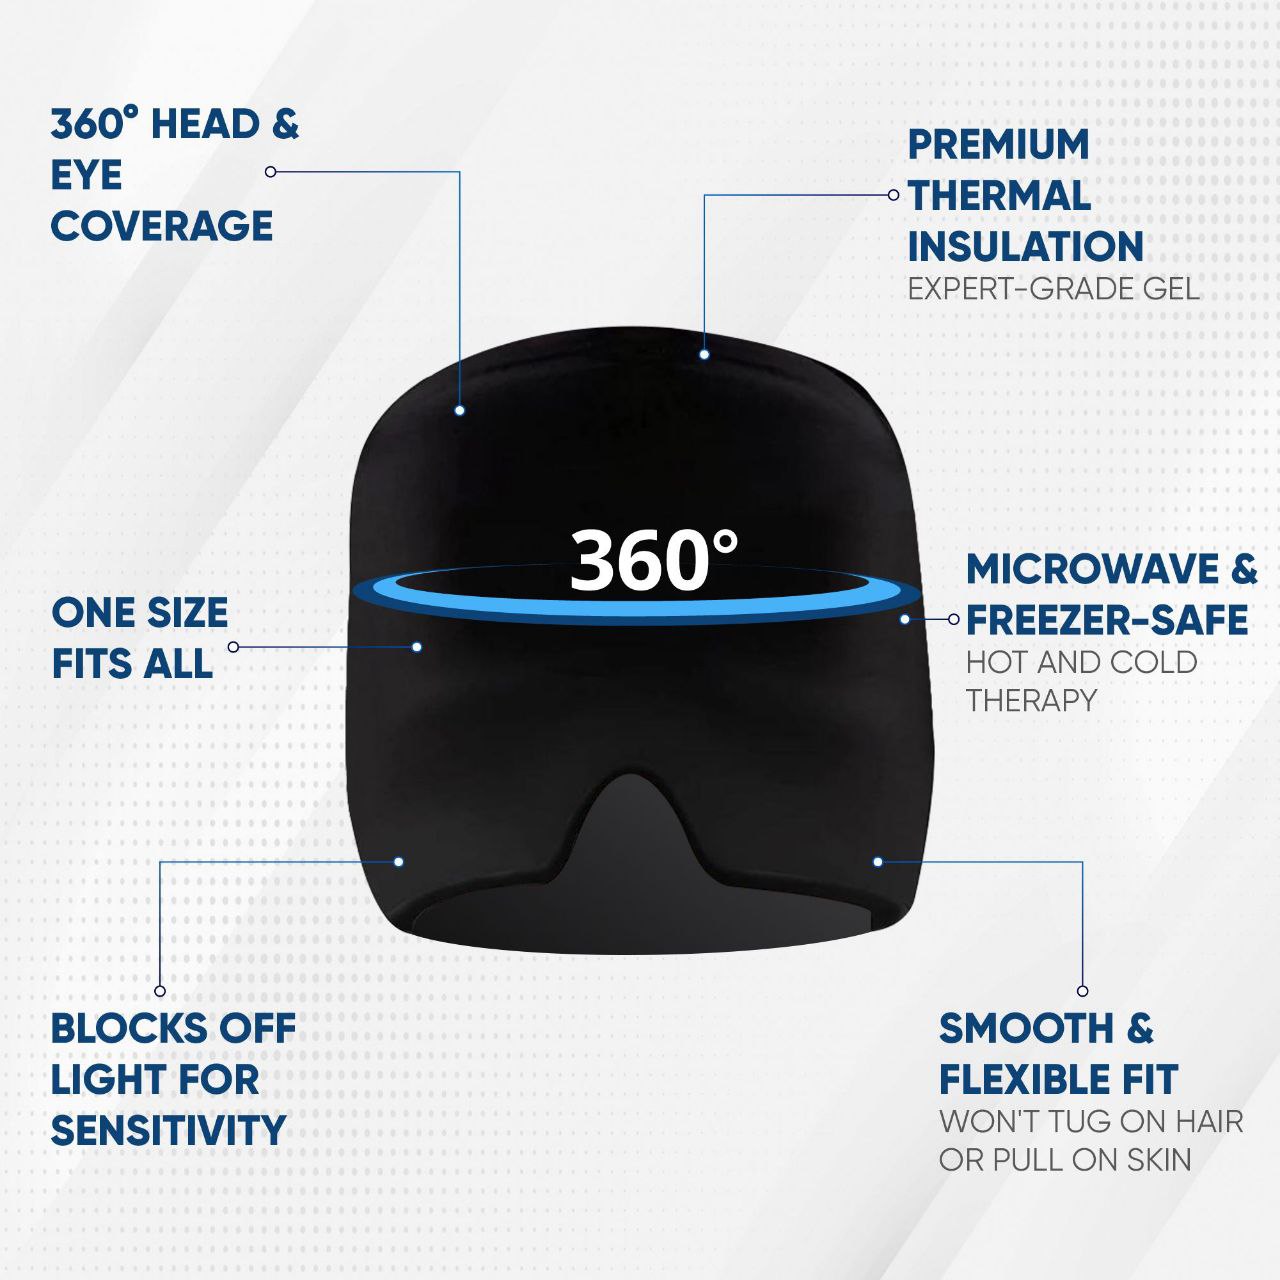 360° HEAD &
EYE
COVERAGE
PREMIUM
THERMAL
INSULATION
EXPERT-GRADE GEL
360°
ONE SIZE
FITS ALL
MICROWAVE &
FREEZER-SAFE
HOT AND COLD
THERAPY
BLOCKS OFF
LIGHT FOR
SENSITIVITY
SMOOTH &
FLEXIBLE FIT
WON'T TUG ON HAIR
OR PULL ON SKIN